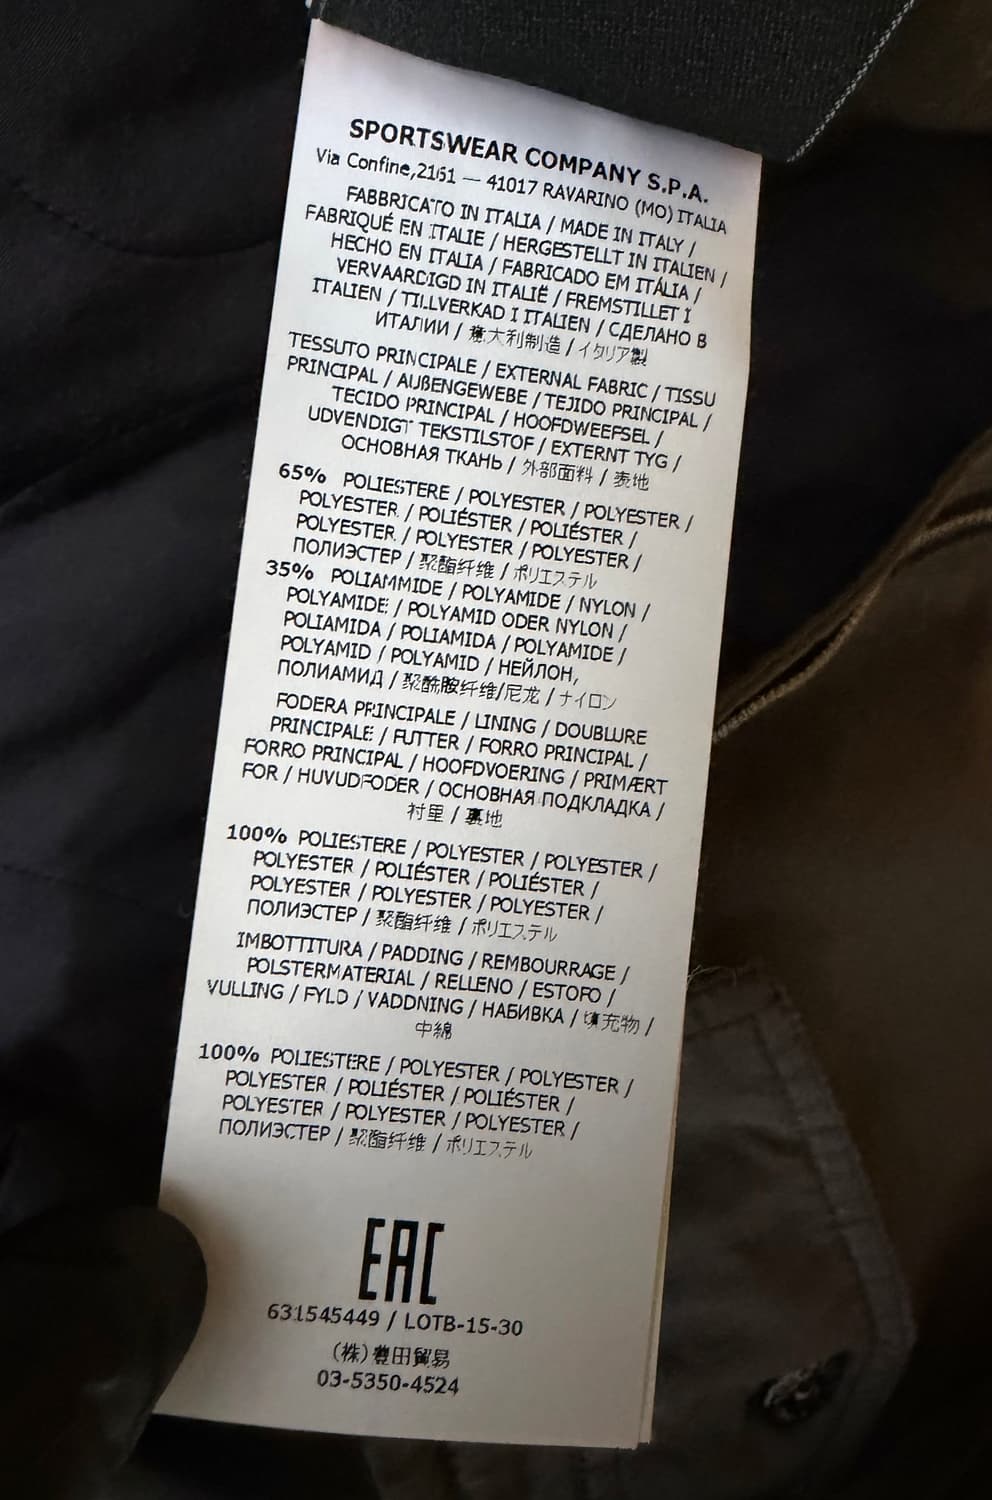 SPORTSWEAR COMPANY S.P.A.
Via Confine,2161 — 41017 RAVARINO (MO) ITALIA
FABBRICATO IN ITALIA / MADE IN ITALY /
FABRIQUÉ EN ITALIE / HERGESTELLT IN ITALIEN /
HECHO EN ITALIA / FABRICADO EM ITÁLIA /
VERVAARDIGD IN ITALIË / FREMSTILLET I
ITALIEN / TILLVERKAD I ITALIEN / СДЕЛАНО В
ИТАЛИИ / 意大利制造 / イタリア製
TESSUTO PRINCIPALE / EXTERNAL FABRIC / TISSU
PRINCIPAL / AUßENGEWEBE / TEJIDO PRINCIPAL /
TECIDO PRINCIPAL / HOOFDWEEFSEL /
UDVENDIGT TEKSTILSTOF / EXTERNT TYG /
ОСНОВНАЯ ТКАНЬ / 外部面料 / 表地
65% POLIESTERE / POLYESTER / POLYESTER /
POLYESTER / POLIÉSTER / POLIÉSTER /
POLYESTER / POLYESTER / POLYESTER /
ПОЛИЭСТЕР / 聚酯纤维 / ポリエステル
35% POLIAMMIDE / POLYAMIDE / NYLON /
POLYAMIDE / POLYAMID ODER NYLON /
POLIAMIDA / POLIAMIDA / POLYAMIDE /
POLYAMID / POLYAMID / НЕЙЛОН,
ПОЛИАМИД / 聚酰胺纤维/尼龙 / ナイロン
FODERA PRINCIPALE / LINING / DOUBLURE
PRINCIPALE / FUTTER / FORRO PRINCIPAL /
FORRO PRINCIPAL / HOOFDVOERING / PRIMÆRT
FOR / HUVUDFODER / ОСНОВНАЯ ПОДКЛАДКА /
衬里 / 裏地
100% POLIESTERE / POLYESTER / POLYESTER /
POLYESTER / POLIÉSTER / POLIÉSTER /
POLYESTER / POLYESTER / POLYESTER /
ПОЛИЭСТЕР / 聚酯纤维 / ポリエステル
IMBOTTITURA / PADDING / REMBOURRAGE /
POLSTERMATERIAL / RELLENO / ESTOFO /
VULLING / FYLD / VADDNING / НАБИВКА / 填充物 /
中綿
100% POLIESTERE / POLYESTER / POLYESTER /
POLYESTER / POLIÉSTER / POLIÉSTER /
POLYESTER / POLYESTER / POLYESTER /
ПОЛИЭСТЕР / 聚酯纤维 / ポリエステル
EAC
631545449 / LOTB-15-30
(株)豊田貿易
03-5350-4524